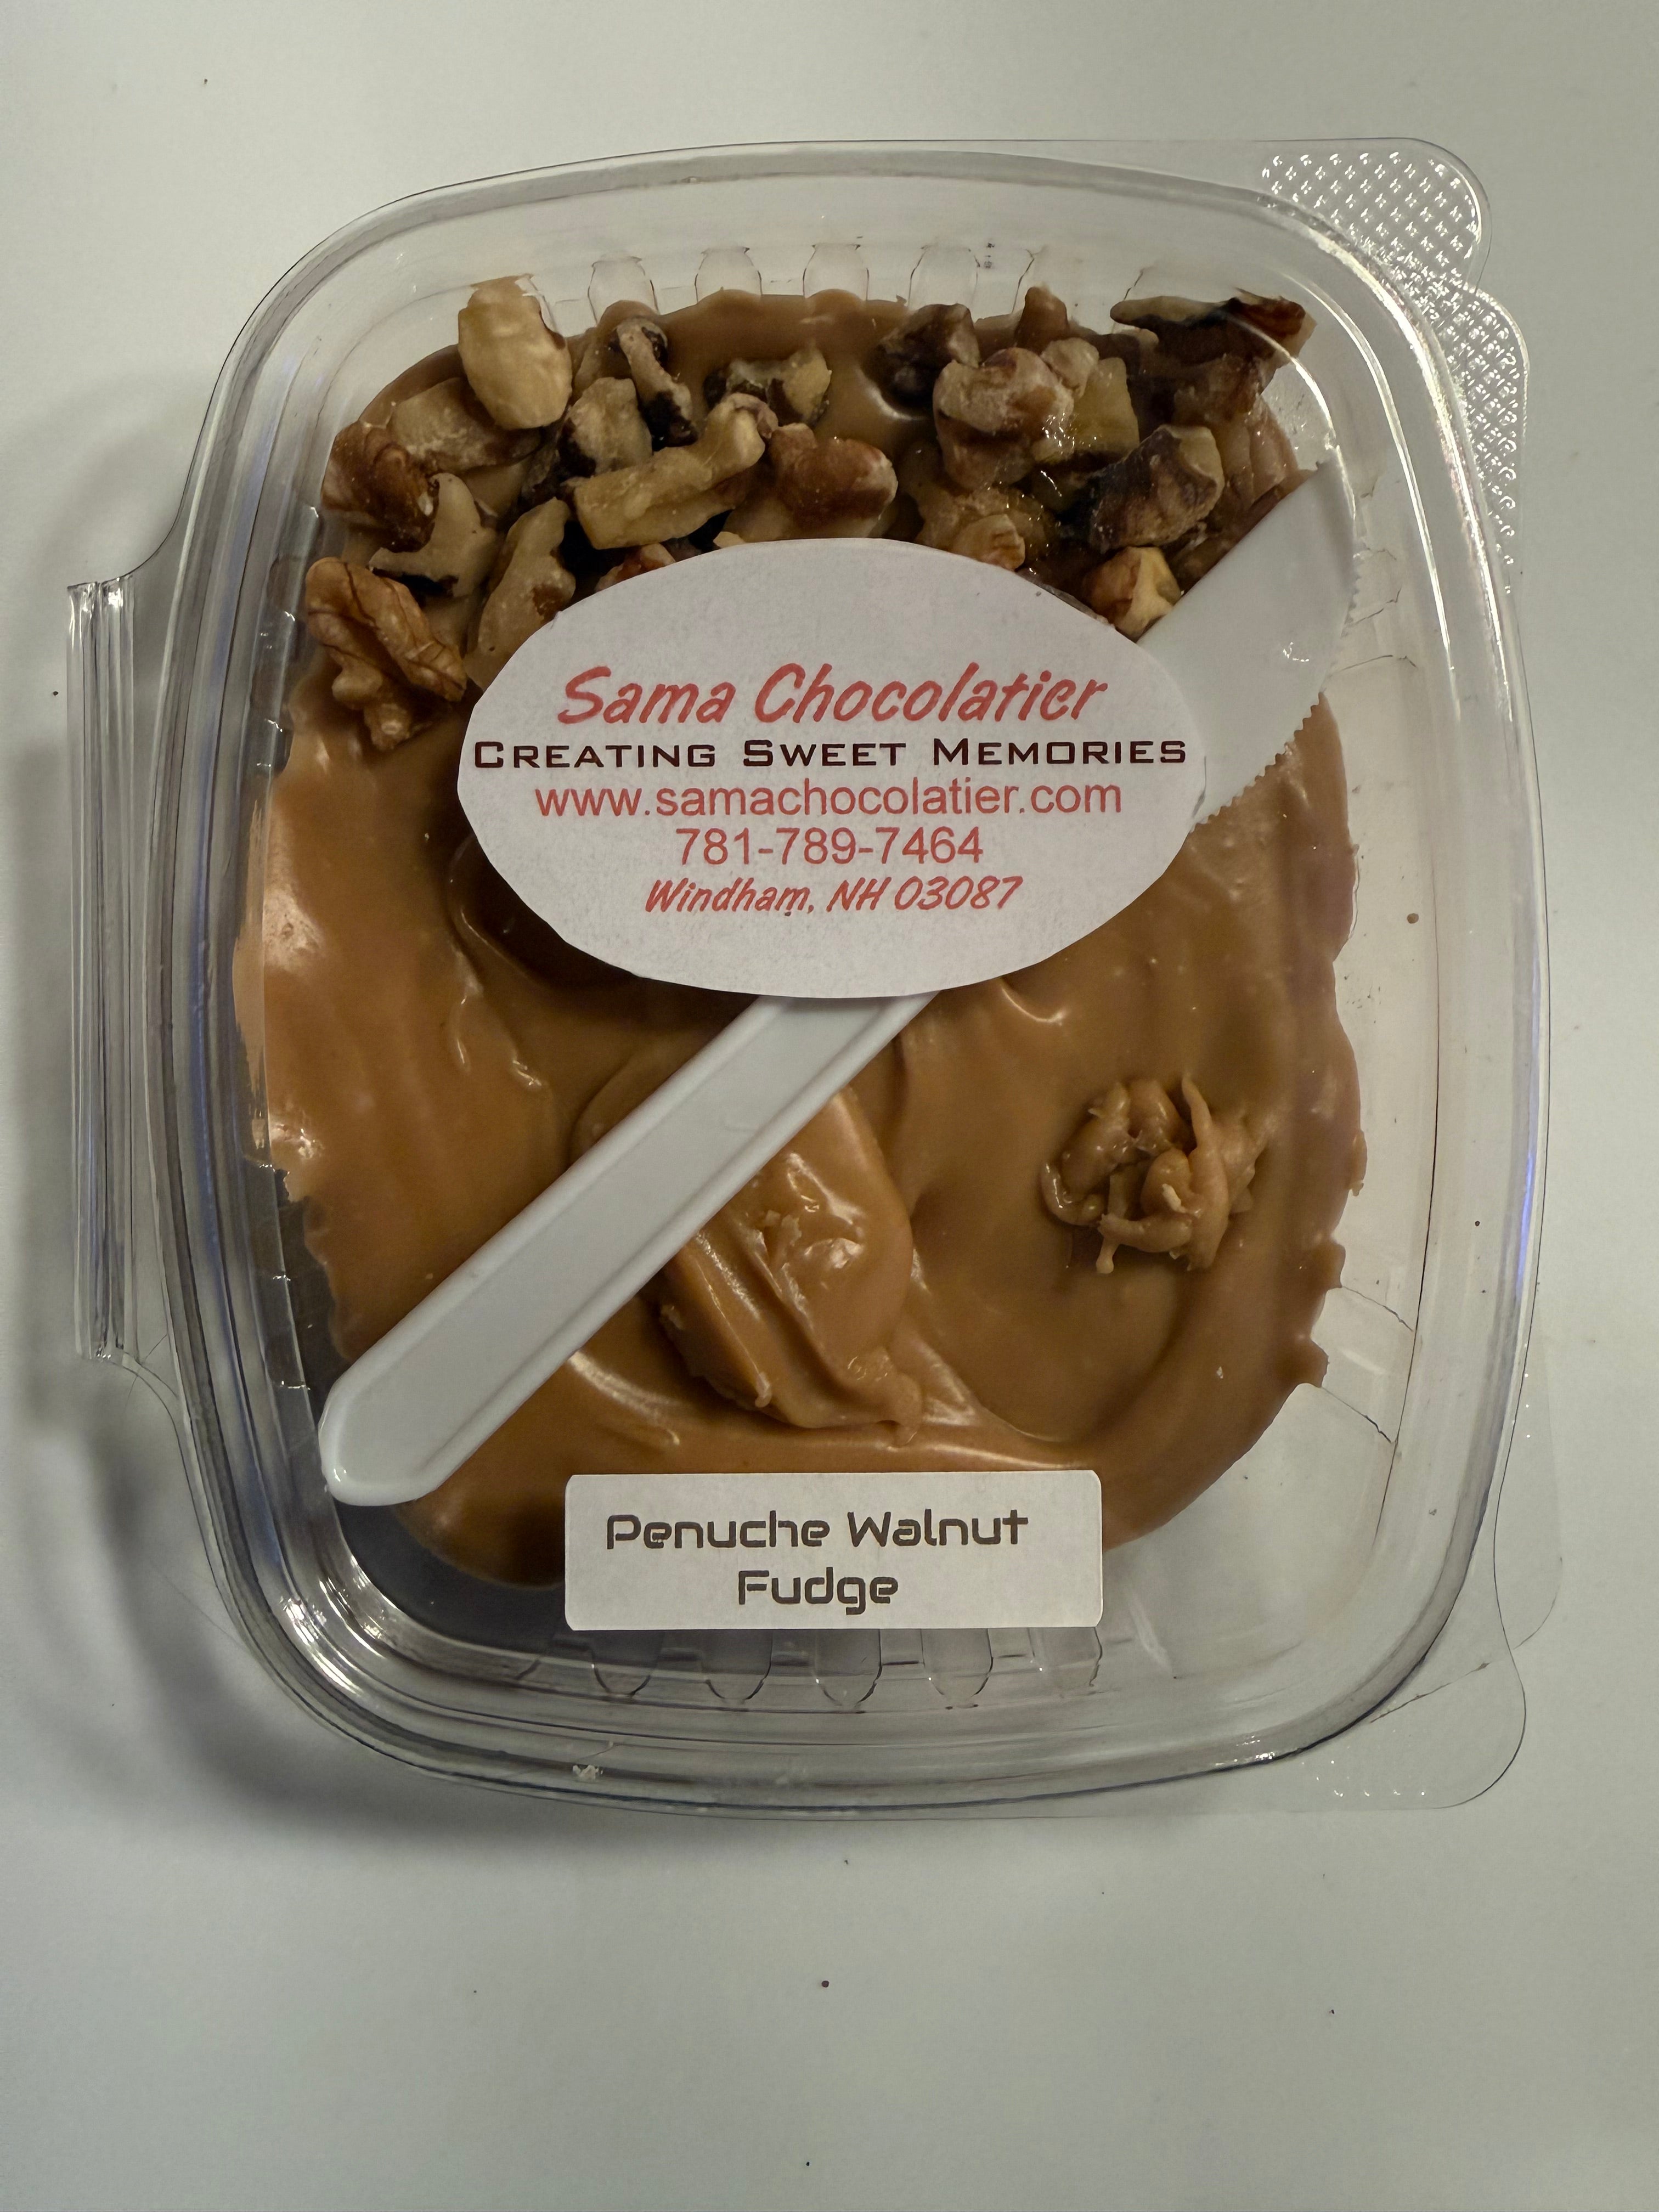 Sama Chocolatier
CREATING SWEET MEMORIES
www.samachocolatier.com
781-789-7464
Windham, NH 03087
Penuche Walnut
Fudge